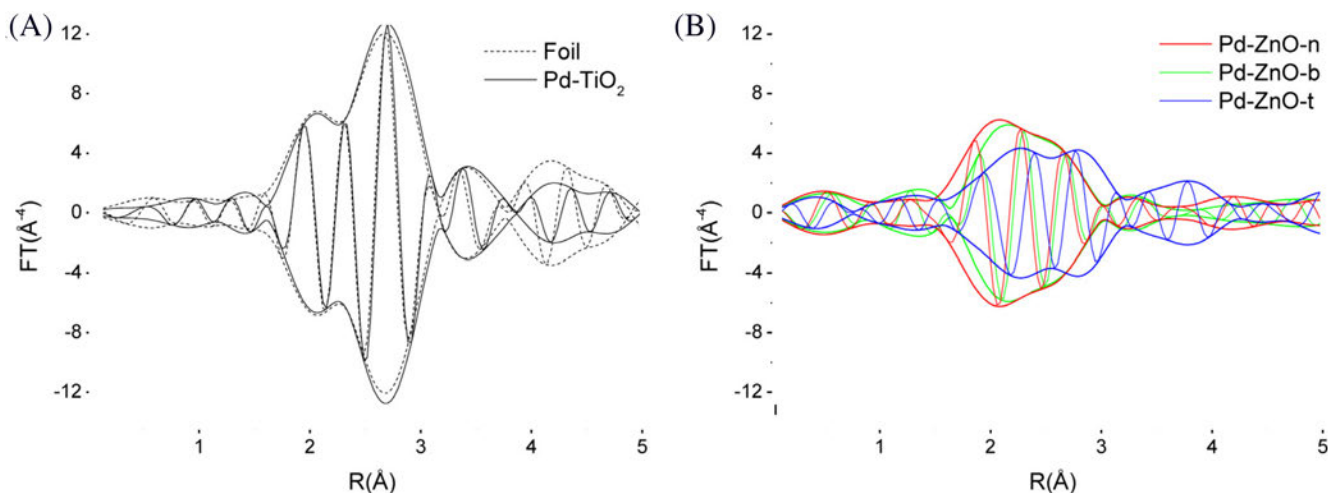 (A)
Foil
Pd-TiO₂
12
8
4
0
-4
-8
-12
FT(Å⁻⁴)
1
2
3
4
5
R(Å)
(B)
Pd-ZnO-n
Pd-ZnO-b
Pd-ZnO-t
12
8
4
0
-4
-8
-12
FT(Å⁻⁴)
1
2
3
4
5
R(Å)